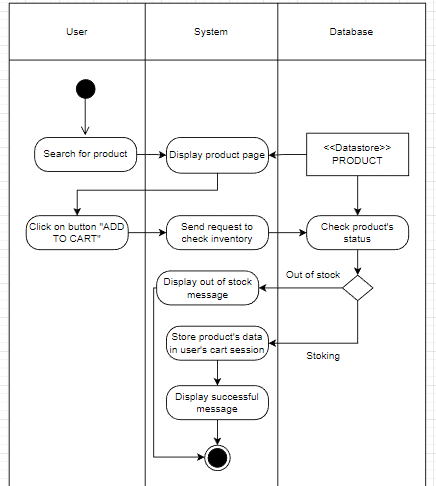 User
System
Database
Search for product
Display product page
<<Datastore>>
PRODUCT
Click on button "ADD
TO CART"
Send request to
check inventory
Check product's
status
Display out of stock
message
Out of stock
Store product's data
in user's cart session
Stoking
Display successful
message